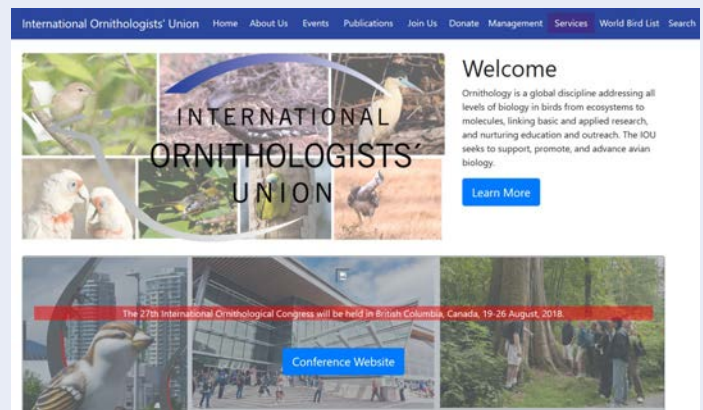 International Ornithologists' Union Home About Us Events Publications Join Us Donate Management Services World Bird List Search
INTERNATIONAL
ORNITHOLOGISTS´
UNION
Welcome
Ornithology is a global discipline addressing all
levels of biology in birds from ecosystems to
molecules, linking basic and applied research,
and nurturing education and outreach. The IOU
seeks to support, promote, and advance avian
biology.
Learn More
The 27th International Ornithological Congress will be held in British Columbia, Canada, 19-26 August, 2018.
Conference Website